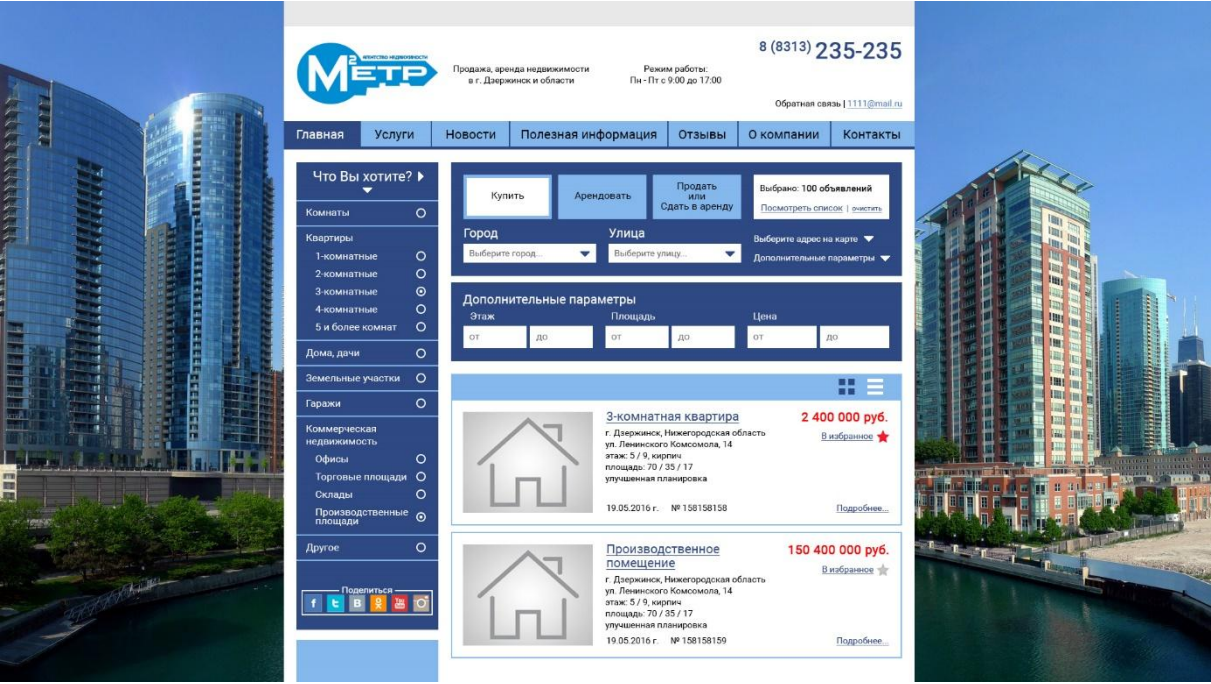 АГЕНТСТВО НЕДВИЖИМОСТИ
М²ЕТР
Продажа, аренда недвижимости
в г. Дзержинск и области
Режим работы:
Пн - Пт с 9:00 до 17:00
8 (8313) 235-235
Обратная связь | 1111@mail.ru
Главная
Услуги
Новости
Полезная информация
Отзывы
О компании
Контакты
Что Вы хотите?
Комнаты
Квартиры
1-комнатные
2-комнатные
3-комнатные
4-комнатные
5 и более комнат
Дома, дачи
Земельные участки
Гаражи
Коммерческая
недвижимость
Офисы
Торговые площади
Склады
Производственные
площади
Другое
Поделиться
f t B You
Купить
Арендовать
Продать
или
Сдать в аренду
Выбрано: 100 объявлений
Посмотреть список | очистить
Город
Выберите город...
Улица
Выберите улицу...
Выберите адрес на карте
Дополнительные параметры
Дополнительные параметры
Этаж
Площадь
Цена
от
до
от
до
от
до
3-комнатная квартира
2 400 000 руб.
г. Дзержинск, Нижегородская область
В избранное
ул. Ленинского Комсомола, 14
этаж: 5 / 9, кирпич
площадь: 70 / 35 / 17
улучшенная планировка
19.05.2016 г. № 158158158
Подробнее...
Производственное
помещение
150 400 000 руб.
В избранное
г. Дзержинск, Нижегородская область
ул. Ленинского Комсомола, 14
этаж: 5 / 9, кирпич
площадь: 70 / 35 / 17
улучшенная планировка
19.05.2016 г. № 158158159
Подробнее...